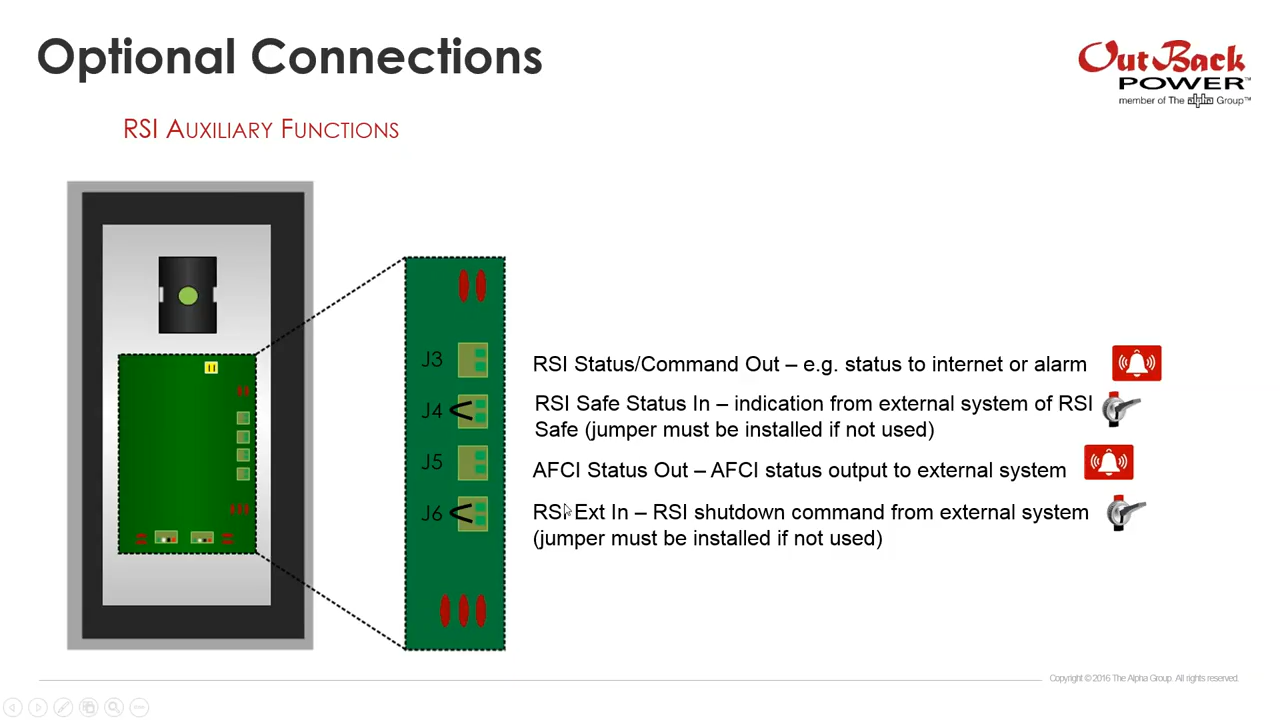 Optional Connections
OutBack
POWER™
member of The alpha Group™
RSI AUXILIARY FUNCTIONS
J3
RSI Status/Command Out – e.g. status to internet or alarm
J4
RSI Safe Status In – indication from external system of RSI
Safe (jumper must be installed if not used)
J5
AFCI Status Out – AFCI status output to external system
J6
RSI Ext In – RSI shutdown command from external system
(jumper must be installed if not used)
Copyright © 2016 The Alpha Group. All rights reserved.